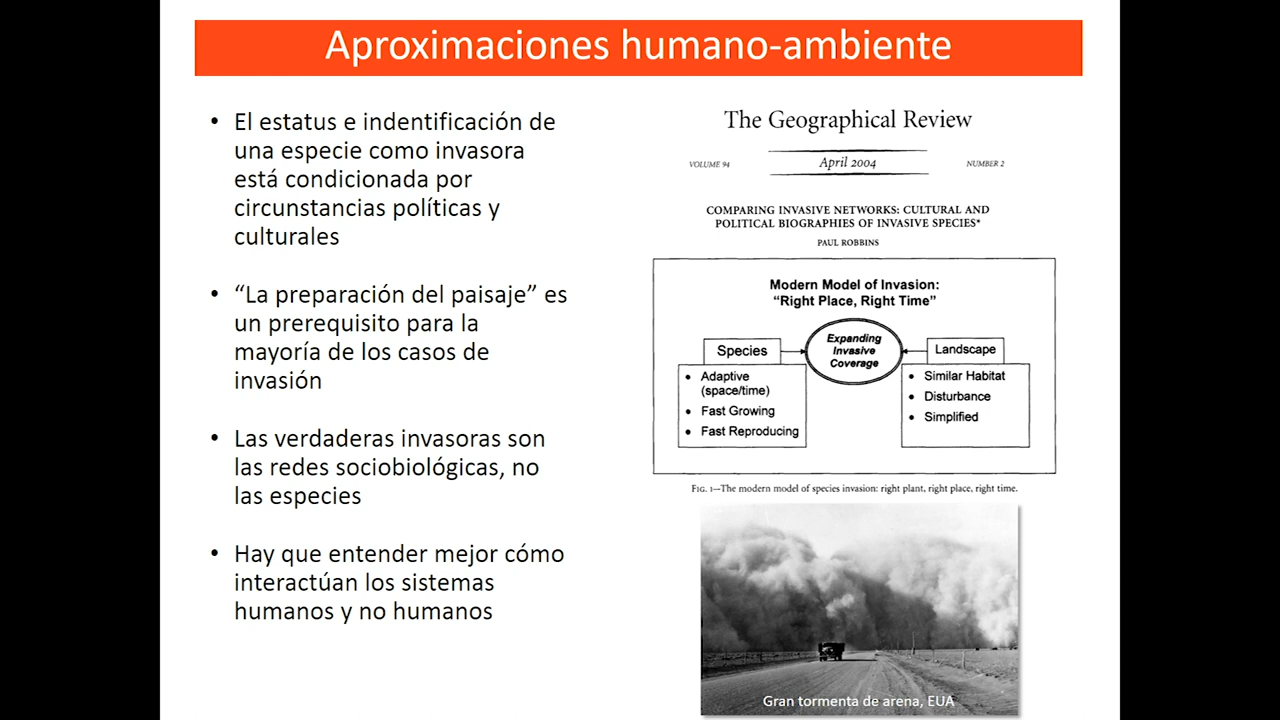 Aproximaciones humano-ambiente
• El estatus e indentificación de
una especie como invasora
está condicionada por
circunstancias políticas y
culturales
• “La preparación del paisaje” es
un prerequisito para la
mayoría de los casos de
invasión
• Las verdaderas invasoras son
las redes sociobiológicas, no
las especies
• Hay que entender mejor cómo
interactúan los sistemas
humanos y no humanos
The Geographical Review
VOLUME 94 April 2004 NUMBER 2
COMPARING INVASIVE NETWORKS: CULTURAL AND
POLITICAL BIOGRAPHIES OF INVASIVE SPECIES*
PAUL ROBBINS
Modern Model of Invasion:
“Right Place, Right Time”
Species
• Adaptive
(space/time)
• Fast Growing
• Fast Reproducing
Expanding
Invasive
Coverage
Landscape
• Similar Habitat
• Disturbance
• Simplified
FIG. 1—The modern model of species invasion: right plant, right place, right time.
Gran tormenta de arena, EUA